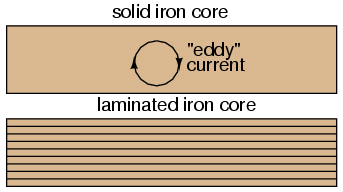 solid iron core
"eddy"
current
laminated iron core